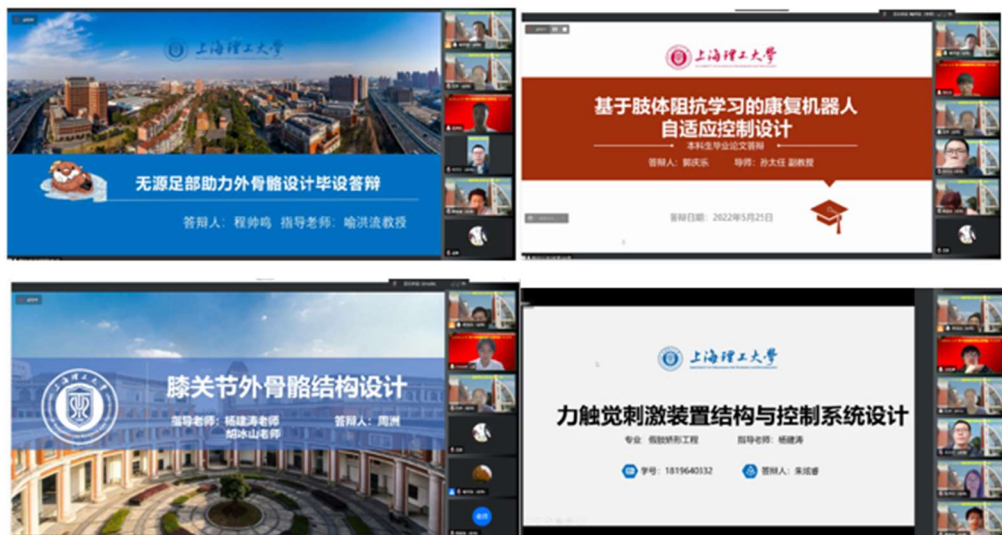 上海理工大学
无源足部助力外骨骼设计毕设答辩
答辩人：程帅鸣 指导老师：喻洪流教授
上海理工大学
基于肢体阻抗学习的康复机器人
自适应控制设计
本科生毕业论文答辩
答辩人：郭庆乐 导师：孙太任 副教授
答辩日期：2022年5月25日
上海理工大学
膝关节外骨骼结构设计
指导老师：杨建涛老师 答辩人：周洲
胡冰山老师
老师
上海理工大学
力触觉刺激装置结构与控制系统设计
专业 假肢矫形工程 指导老师：杨建涛
学号：1819640332 答辩人：朱炫睿